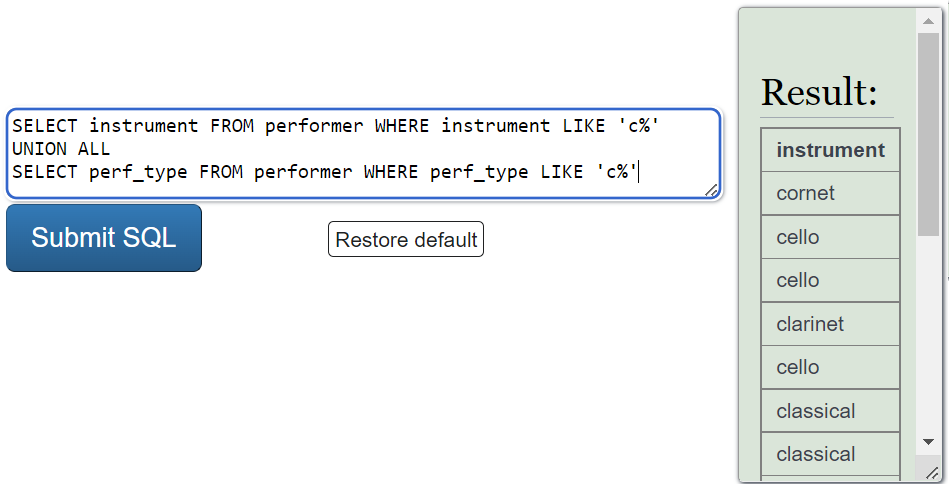 SELECT instrument FROM performer WHERE instrument LIKE 'c%'
UNION ALL
SELECT perf_type FROM performer WHERE perf_type LIKE 'c%'
Submit SQL
Restore default
Result:
instrument
cornet
cello
cello
clarinet
cello
classical
classical